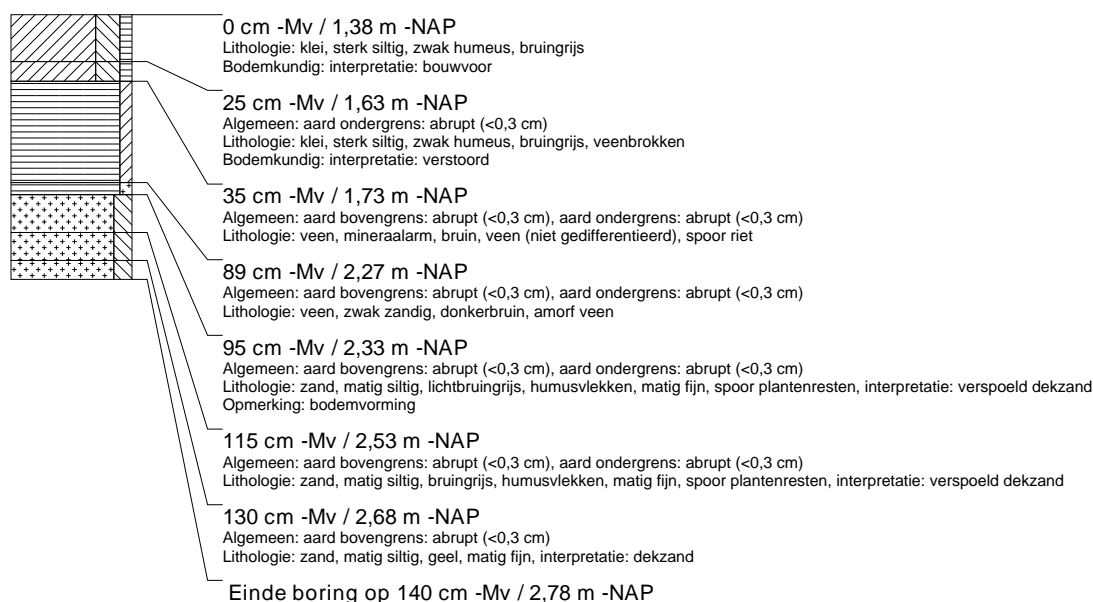 0 cm -Mv / 1,38 m -NAP
Lithologie: klei, sterk siltig, zwak humeus, bruingrijs
Bodemkundig: interpretatie: bouwvoor
25 cm -Mv / 1,63 m -NAP
Algemeen: aard ondergrens: abrupt (<0,3 cm)
Lithologie: klei, sterk siltig, zwak humeus, bruingrijs, veenbrokken
Bodemkundig: interpretatie: verstoord
35 cm -Mv / 1,73 m -NAP
Algemeen: aard bovengrens: abrupt (<0,3 cm), aard ondergrens: abrupt (<0,3 cm)
Lithologie: veen, mineraalarm, bruin, veen (niet gedifferentieerd), spoor riet
89 cm -Mv / 2,27 m -NAP
Algemeen: aard bovengrens: abrupt (<0,3 cm), aard ondergrens: abrupt (<0,3 cm)
Lithologie: veen, zwak zandig, donkerbruin, amorf veen
95 cm -Mv / 2,33 m -NAP
Algemeen: aard bovengrens: abrupt (<0,3 cm), aard ondergrens: abrupt (<0,3 cm)
Lithologie: zand, matig siltig, lichtbruingrijs, humusvlekken, matig fijn, spoor plantenresten, interpretatie: verspoeld dekzand
Opmerking: bodemvorming
115 cm -Mv / 2,53 m -NAP
Algemeen: aard bovengrens: abrupt (<0,3 cm), aard ondergrens: abrupt (<0,3 cm)
Lithologie: zand, matig siltig, bruingrijs, humusvlekken, matig fijn, spoor plantenresten, interpretatie: verspoeld dekzand
130 cm -Mv / 2,68 m -NAP
Algemeen: aard bovengrens: abrupt (<0,3 cm)
Lithologie: zand, matig siltig, geel, matig fijn, interpretatie: dekzand
Einde boring op 140 cm -Mv / 2,78 m -NAP